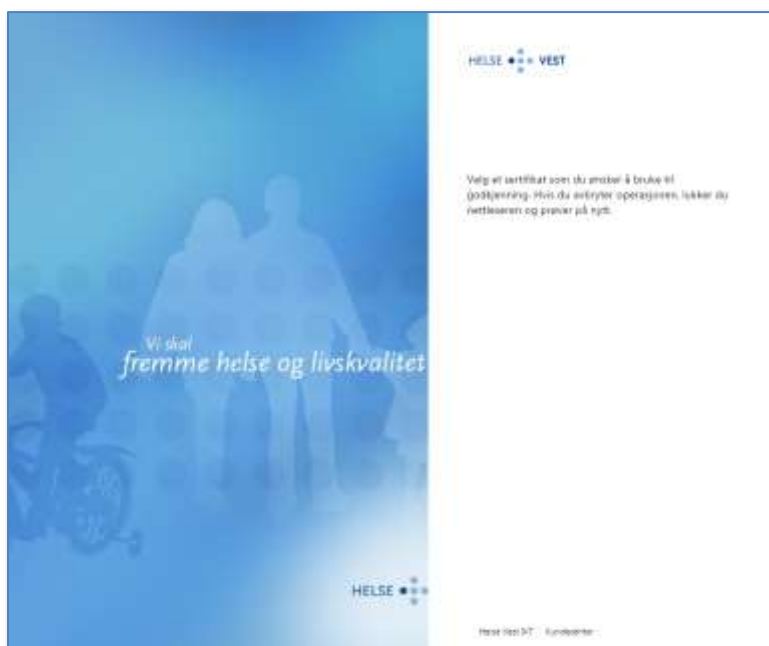 HELSE VEST
Velg et sertifikat som du ønsker å bruke til
godkjenning. Hvis du avbryter operasjonen, lukker du
nettleseren og prøver på nytt.
Vi skal
fremme helse og livskvalitet
HELSE
Helse Vest IKT Kundesenter